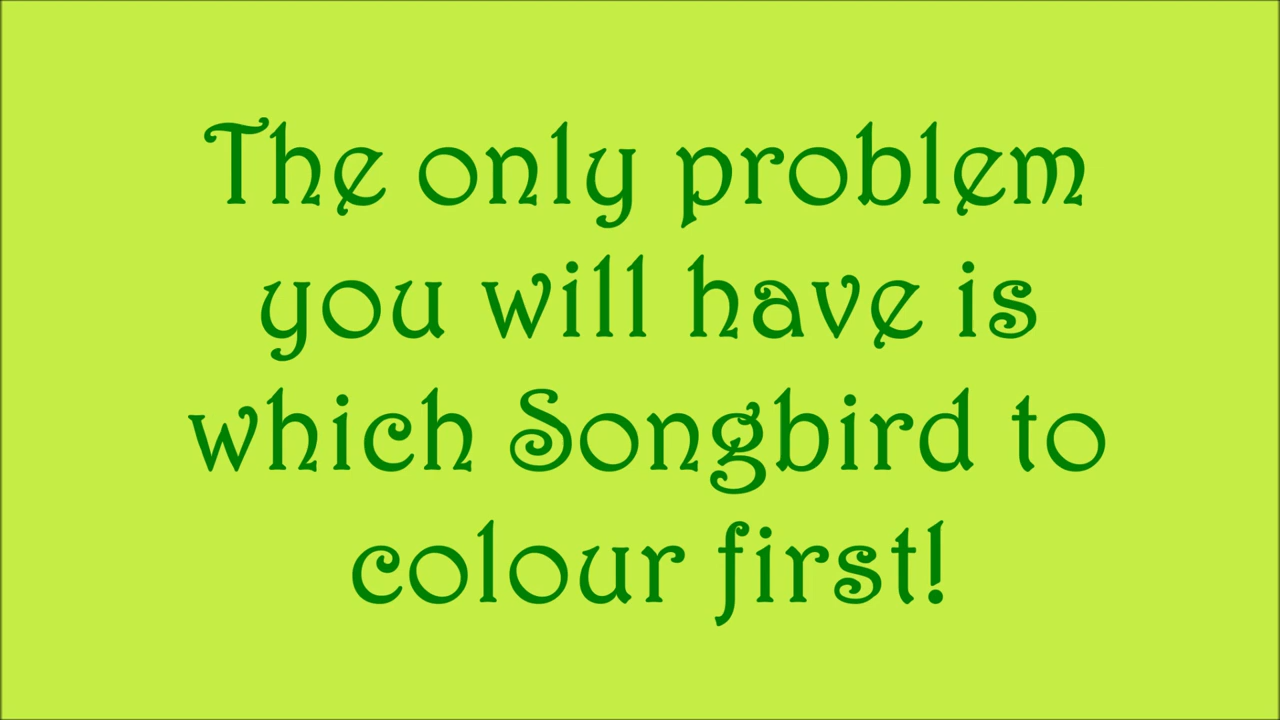 The only problem
you will have is
which Songbird to
colour first!